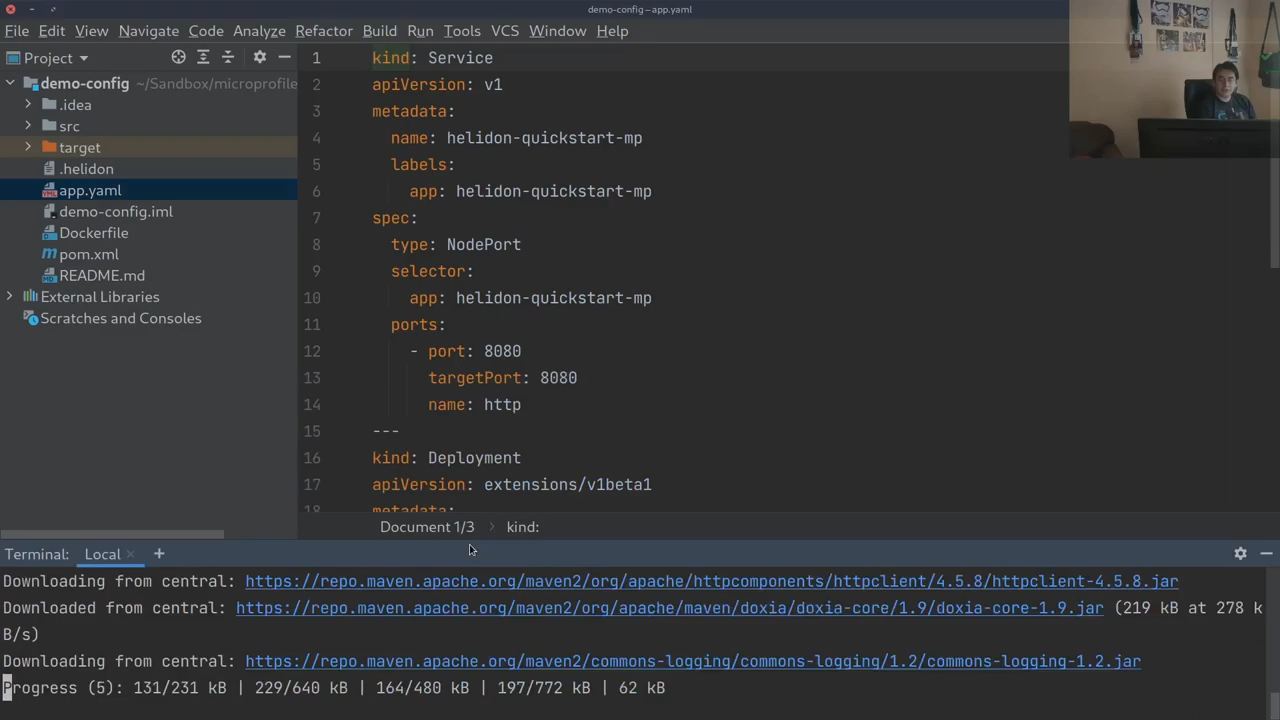 demo-config – app.yaml
File Edit View Navigate Code Analyze Refactor Build Run Tools VCS Window Help
Project
demo-config ~/Sandbox/microprofile
.idea
src
target
.helidon
app.yaml
demo-config.iml
Dockerfile
pom.xml
README.md
External Libraries
Scratches and Consoles
1 kind: Service
2 apiVersion: v1
3 metadata:
4 name: helidon-quickstart-mp
5 labels:
6 app: helidon-quickstart-mp
7 spec:
8 type: NodePort
9 selector:
10 app: helidon-quickstart-mp
11 ports:
12 - port: 8080
13 targetPort: 8080
14 name: http
15 ---
16 kind: Deployment
17 apiVersion: extensions/v1beta1
18 metadata:
Document 1/3 › kind:
Terminal: Local × +
Downloading from central: https://repo.maven.apache.org/maven2/org/apache/httpcomponents/httpclient/4.5.8/httpclient-4.5.8.jar
Downloaded from central: https://repo.maven.apache.org/maven2/org/apache/maven/doxia/doxia-core/1.9/doxia-core-1.9.jar (219 kB at 278 k
B/s)
Downloading from central: https://repo.maven.apache.org/maven2/commons-logging/commons-logging/1.2/commons-logging-1.2.jar
Progress (5): 131/231 kB | 229/640 kB | 164/480 kB | 197/772 kB | 62 kB